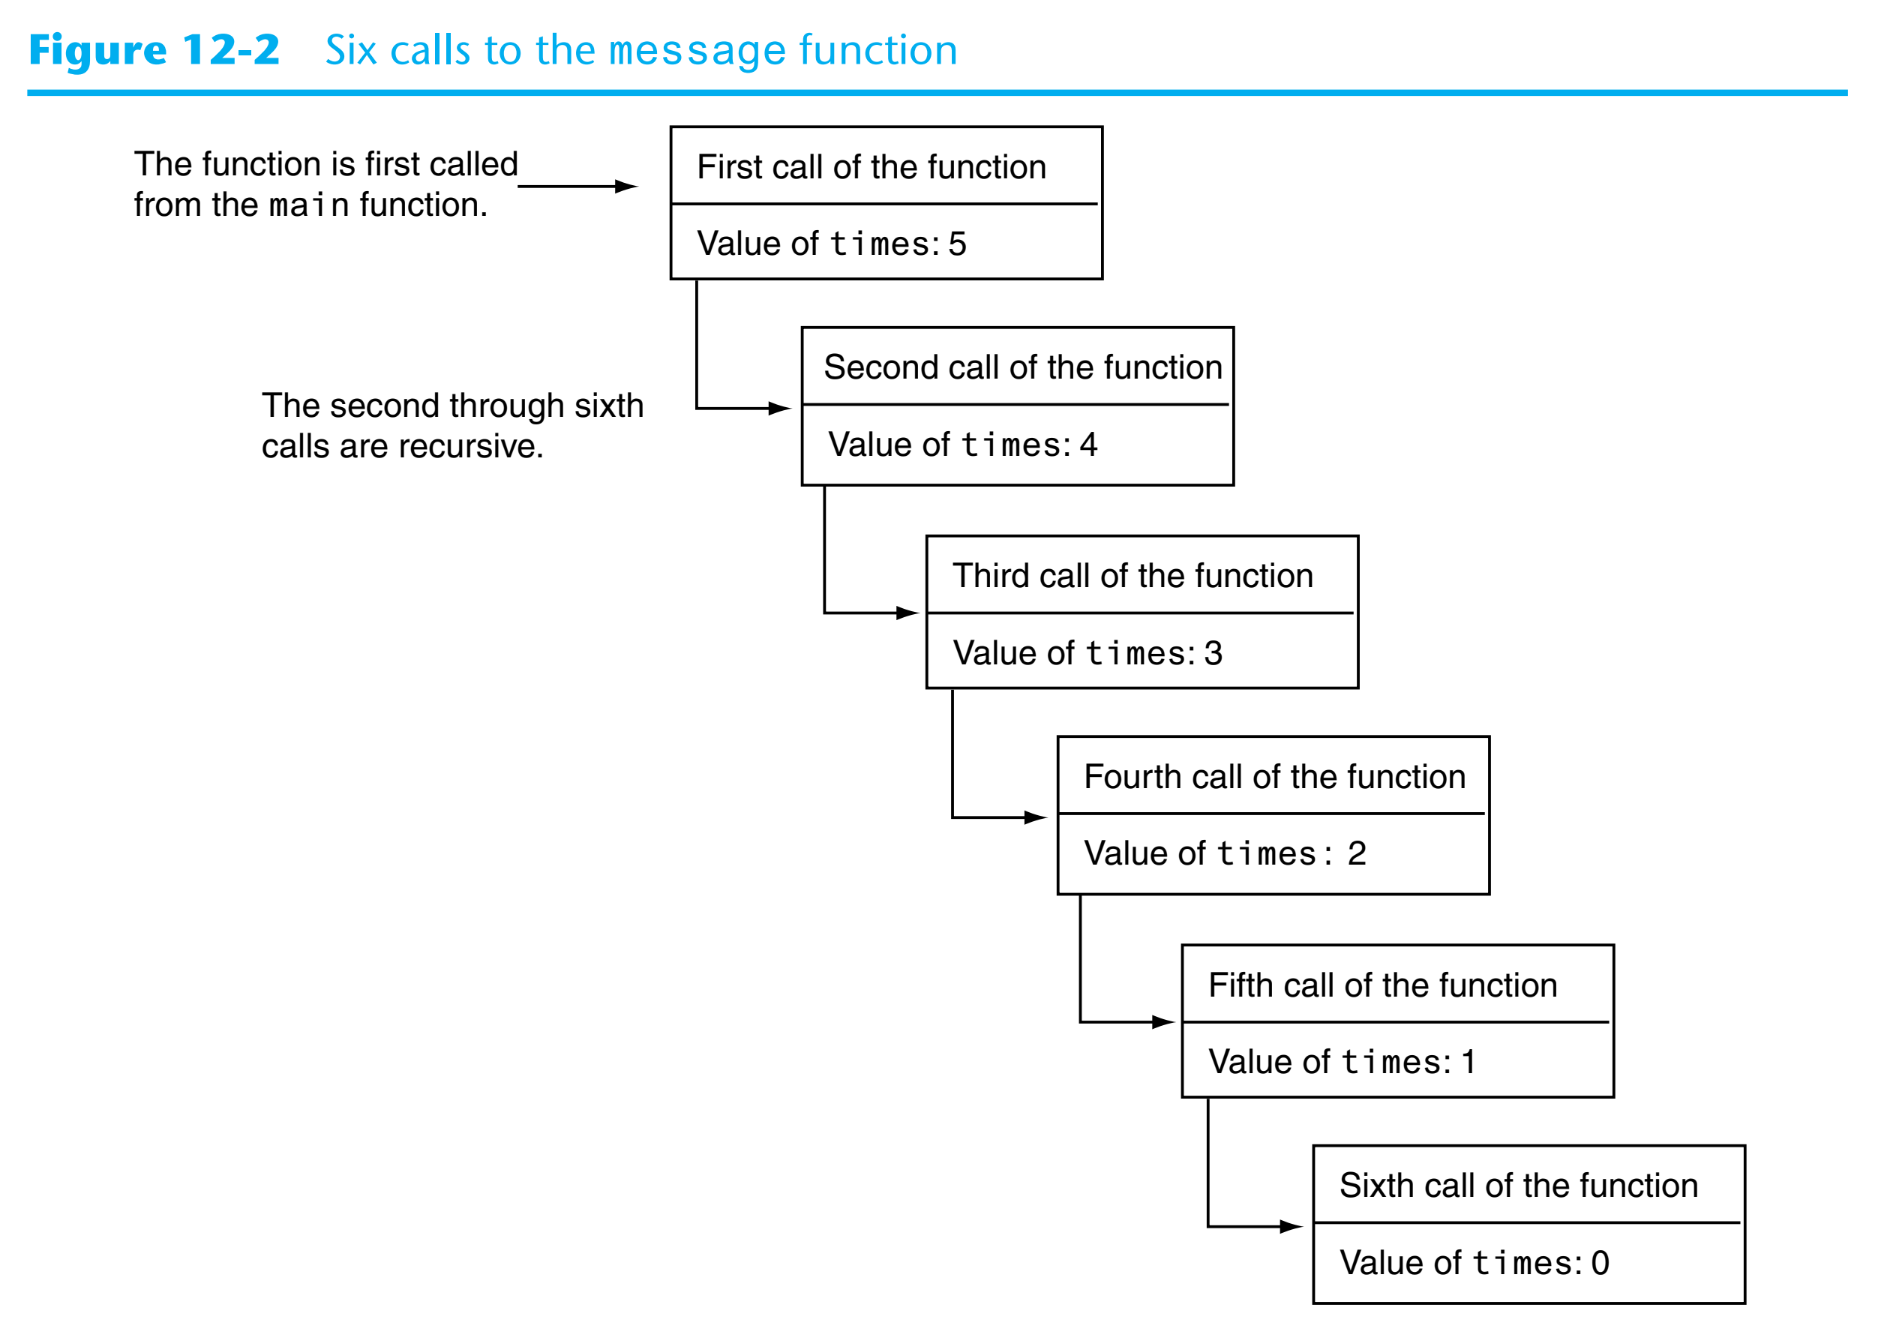 Figure 12-2 Six calls to the message function
The function is first called
from the main function.
First call of the function
Value of times: 5
Second call of the function
Value of times: 4
The second through sixth
calls are recursive.
Third call of the function
Value of times: 3
Fourth call of the function
Value of times: 2
Fifth call of the function
Value of times: 1
Sixth call of the function
Value of times: 0